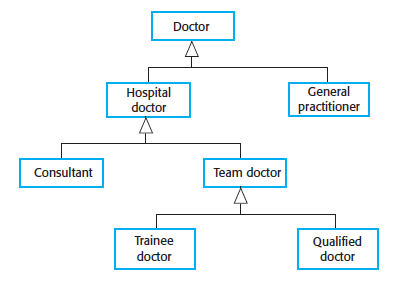 Doctor
Hospital
doctor
General
practitioner
Consultant
Team doctor
Trainee
doctor
Qualified
doctor